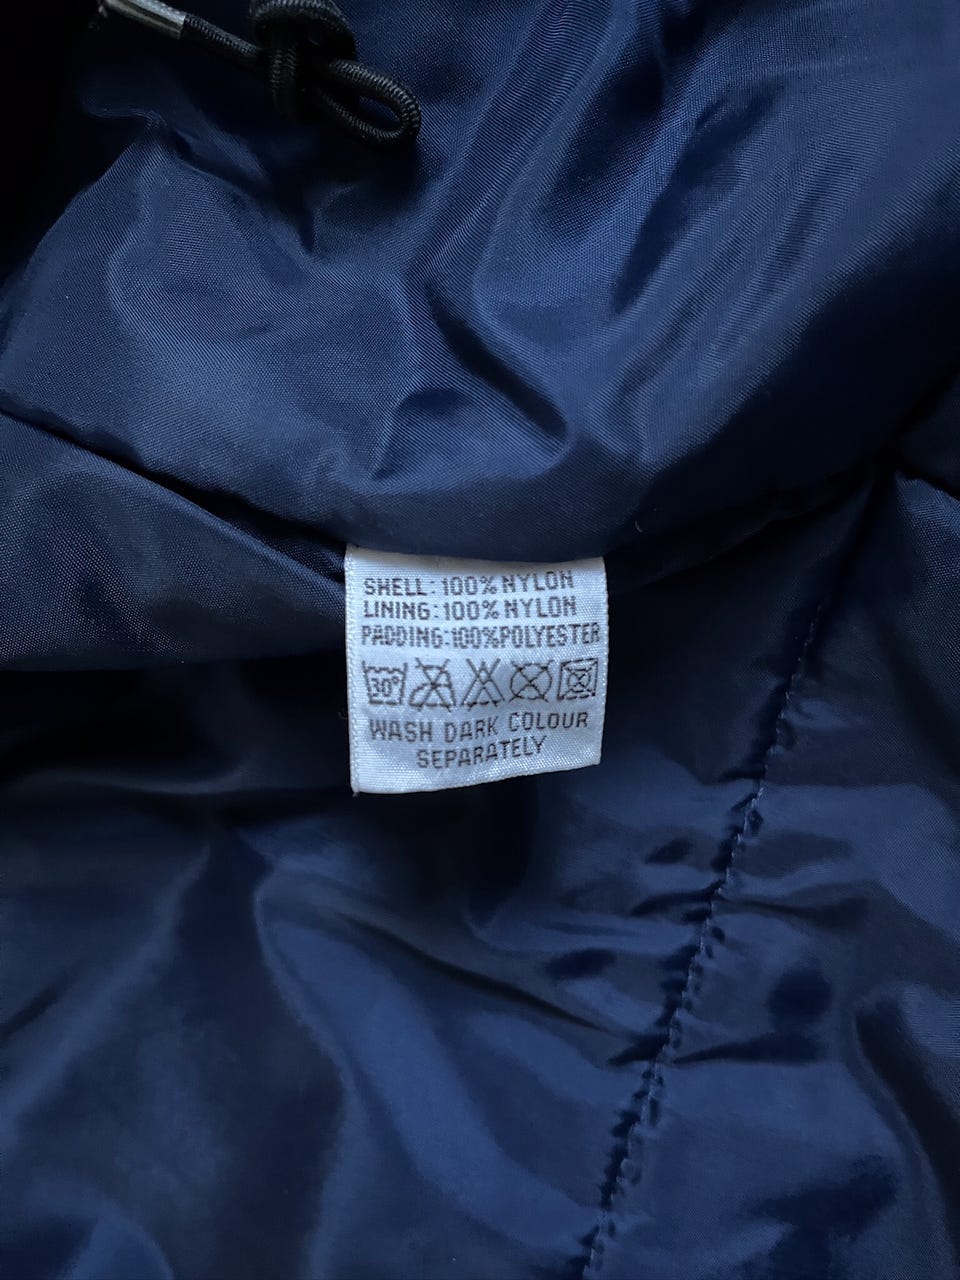 SHELL: 100% NYLON
LINING: 100% NYLON
PADDING: 100% POLYESTER
30°
WASH DARK COLOUR
SEPARATELY